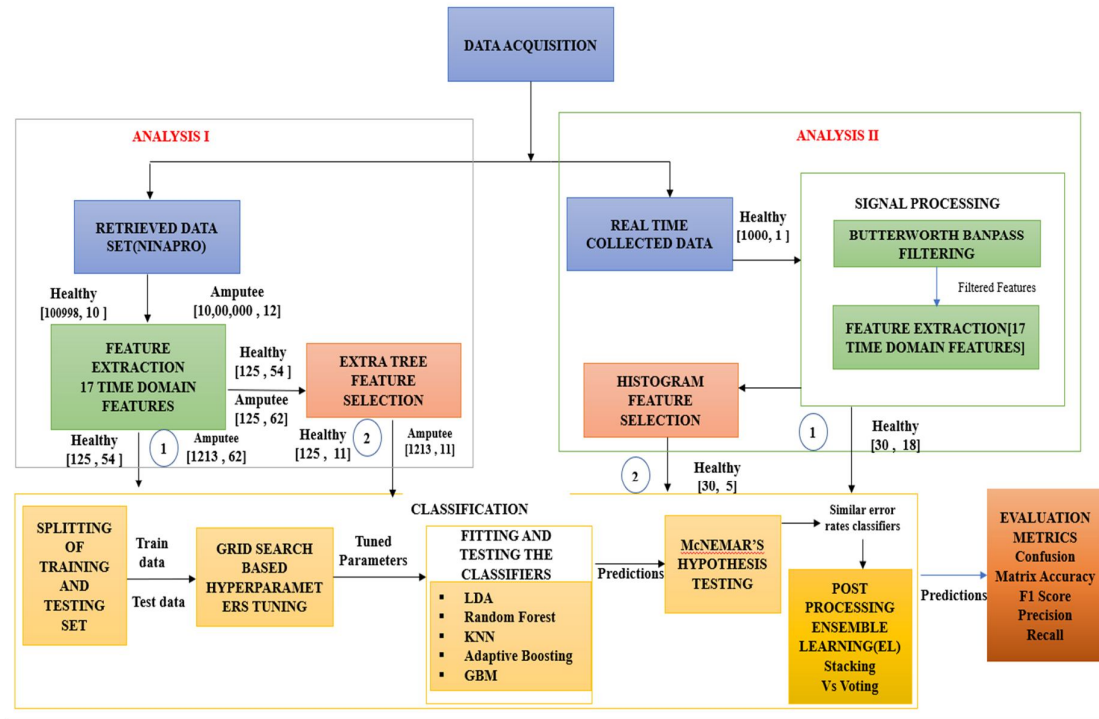 DATA ACQUISITION
ANALYSIS I
RETRIEVED DATA
SET(NINAPRO)
Healthy
[100998, 10 ]
Amputee
[10,00,000 , 12]
FEATURE
EXTRACTION
17 TIME DOMAIN
FEATURES
Healthy
[125 , 54 ]
Amputee
[125 , 62]
EXTRA TREE
FEATURE
SELECTION
Healthy
[125 , 54 ]
1
Amputee
[1213 , 62]
Healthy
[125 , 11]
2
Amputee
[1213 , 11]
ANALYSIS II
REAL TIME
COLLECTED DATA
Healthy
[1000, 1 ]
SIGNAL PROCESSING
BUTTERWORTH BANPASS
FILTERING
Filtered Features
FEATURE EXTRACTION[17
TIME DOMAIN FEATURES]
HISTOGRAM
FEATURE
SELECTION
1
Healthy
[30 , 18]
2
Healthy
[30, 5]
CLASSIFICATION
SPLITTING
OF
TRAINING
AND
TESTING
SET
Train
data
Test data
GRID SEARCH
BASED
HYPERPARAMET
ERS TUNING
Tuned
Parameters
FITTING AND
TESTING THE
CLASSIFIERS
▪ LDA
▪ Random Forest
▪ KNN
▪ Adaptive Boosting
▪ GBM
Predictions
McNEMAR'S
HYPOTHESIS
TESTING
Similar error
rates classifiers
POST
PROCESSING
ENSEMBLE
LEARNING(EL)
Stacking
Vs Voting
Predictions
EVALUATION
METRICS
Confusion
Matrix Accuracy
F1 Score
Precision
Recall